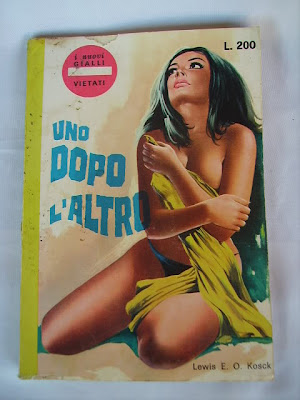 I NUOVI
GIALLI
VIETATI
L. 200
UNO
DOPO
L'ALTRO
Lewis E. O. Kosck